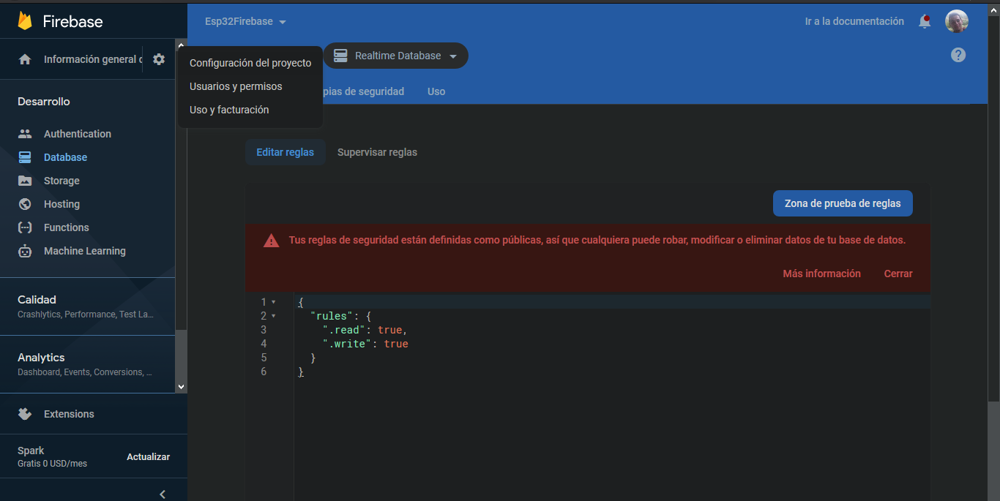 Firebase
Esp32Firebase
Ir a la documentación
Información general d
Configuración del proyecto
Usuarios y permisos
Uso y facturación
Realtime Database
pias de seguridad
Uso
Desarrollo
Authentication
Database
Storage
Hosting
Functions
Machine Learning
Calidad
Crashlytics, Performance, Test La...
Analytics
Dashboard, Events, Conversions, ...
Extensions
Spark
Gratis 0 USD/mes
Actualizar
Editar reglas
Supervisar reglas
Zona de prueba de reglas
Tus reglas de seguridad están definidas como públicas, así que cualquiera puede robar, modificar o eliminar datos de tu base de datos.
Más información
Cerrar
1 {
2 "rules": {
3 ".read": true,
4 ".write": true
5 }
6 }